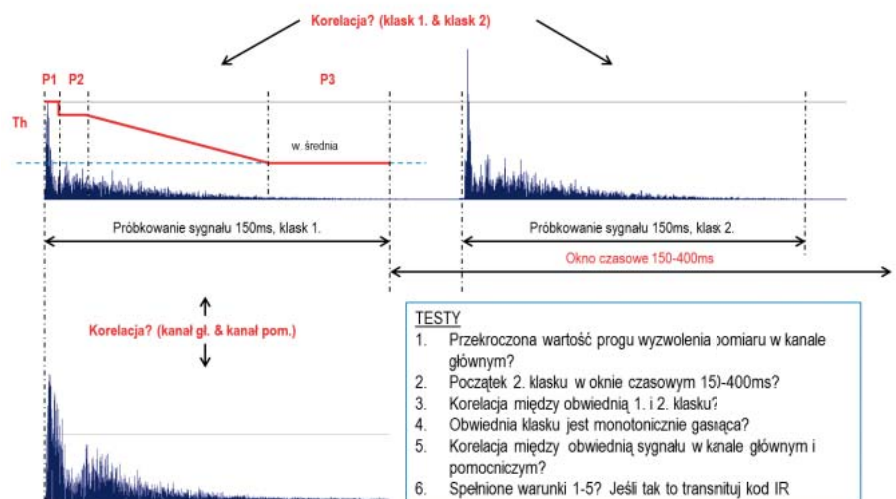 Korelacja? (klask 1. & klask 2)
P1 P2 P3
Th
w. średnia
Próbkowanie sygnału 150ms, klask 1.
Próbkowanie sygnału 150ms, klask 2.
Okno czasowe 150-400ms
Korelacja? (kanał gł. & kanał pom.)
TESTY
1. Przekroczona wartość progu wyzwolenia pomiaru w kanale
głównym?
2. Początek 2. klasku w oknie czasowym 150-400ms?
3. Korelacja między obwiednią 1. i 2. klasku?
4. Obwiednia klasku jest monotonicznie gasnąca?
5. Korelacja między obwiednią sygnału w kanale głównym i
pomocniczym?
6. Spełnione warunki 1-5? Jeśli tak to transmituj kod IR